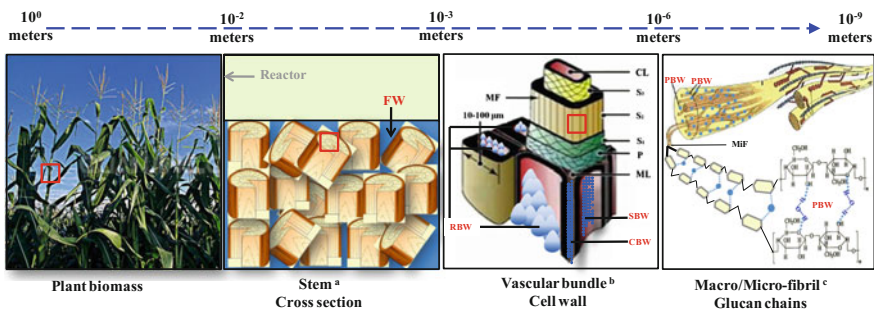 10⁰ meters
10⁻² meters
10⁻³ meters
10⁻⁶ meters
10⁻⁹ meters
Reactor
FW
CL
S₃
MF
S₂
10-100 µm
S₁
P
ML
RBW
SBW
CBW
PBW
PBW
MiF
PBW
Plant biomass
Stem ᵃ
Cross section
Vascular bundle ᵇ
Cell wall
Macro/Micro-fibril ᶜ
Glucan chains